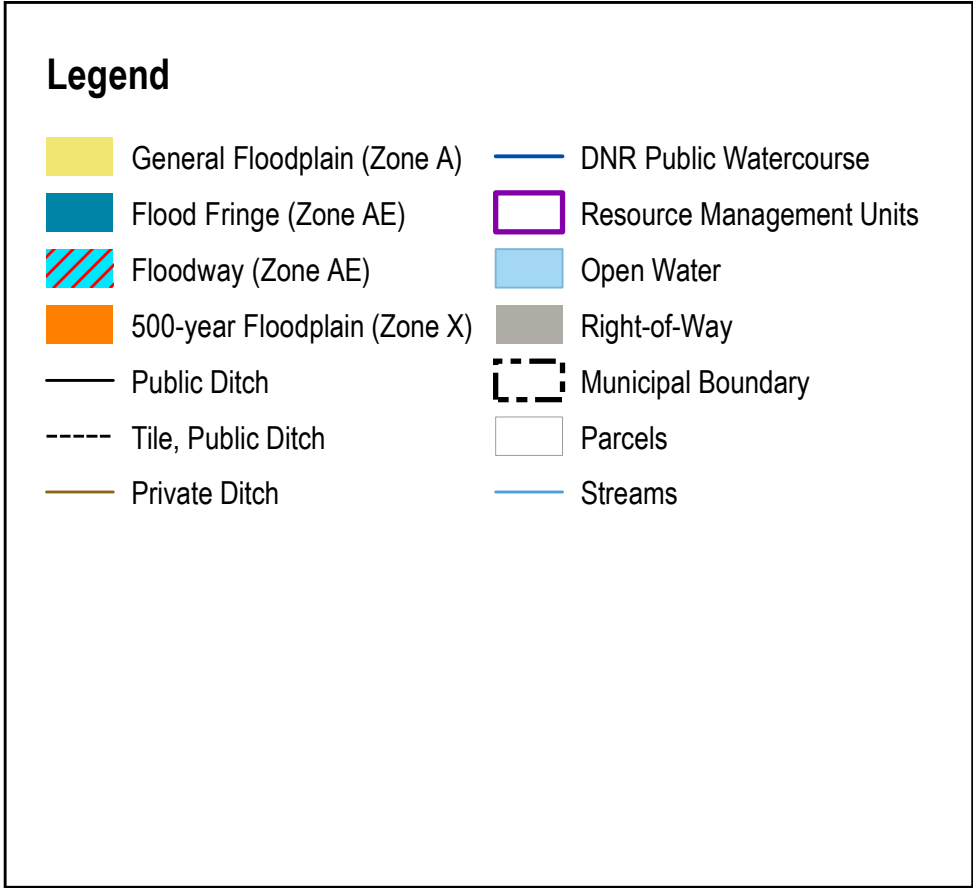 Legend
General Floodplain (Zone A)
Flood Fringe (Zone AE)
Floodway (Zone AE)
500-year Floodplain (Zone X)
Public Ditch
Tile, Public Ditch
Private Ditch
DNR Public Watercourse
Resource Management Units
Open Water
Right-of-Way
Municipal Boundary
Parcels
Streams